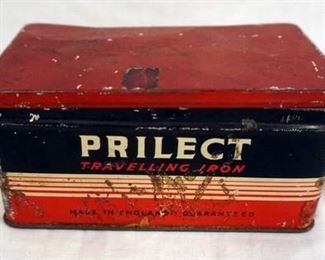 PRILECT
TRAVELLING IRON
MADE IN ENGLAND GUARANTEED